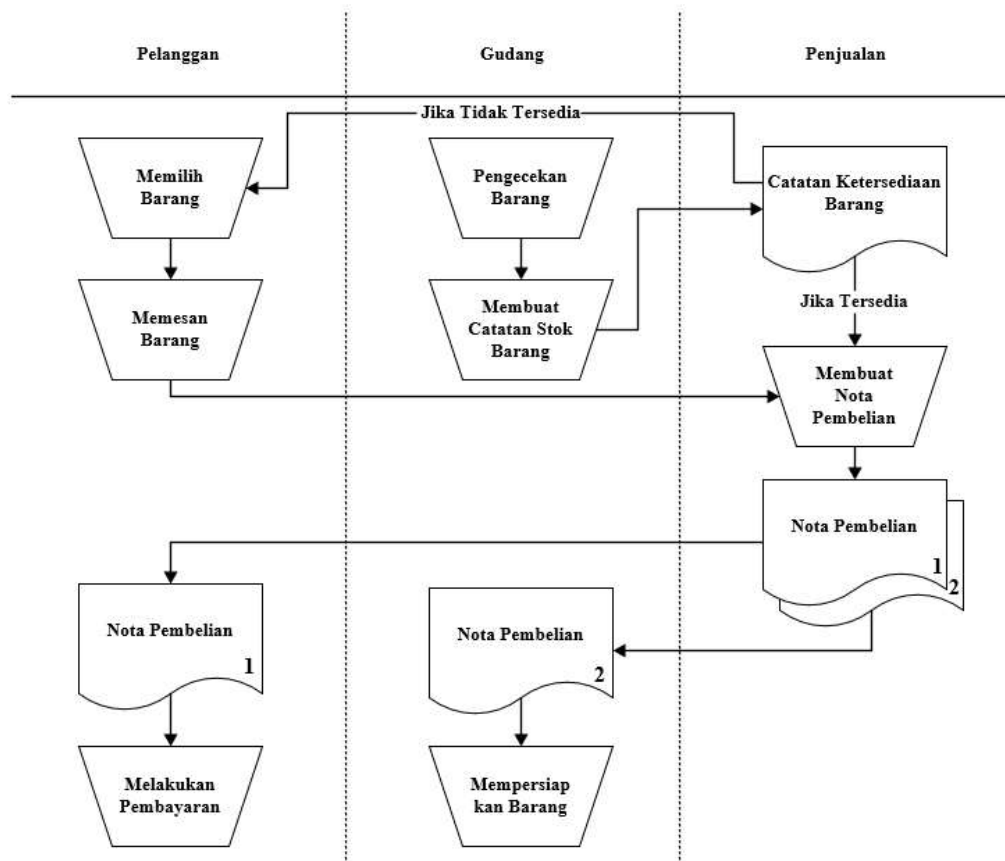 Pelanggan
Gudang
Penjualan
Jika Tidak Tersedia
Memilih
Barang
Pengecekan
Barang
Catatan Ketersediaan
Barang
Memesan
Barang
Membuat
Catatan Stok
Barang
Jika Tersedia
Membuat
Nota
Pembelian
Nota Pembelian
1
2
Nota Pembelian
1
Nota Pembelian
2
Melakukan
Pembayaran
Mempersiap
kan Barang